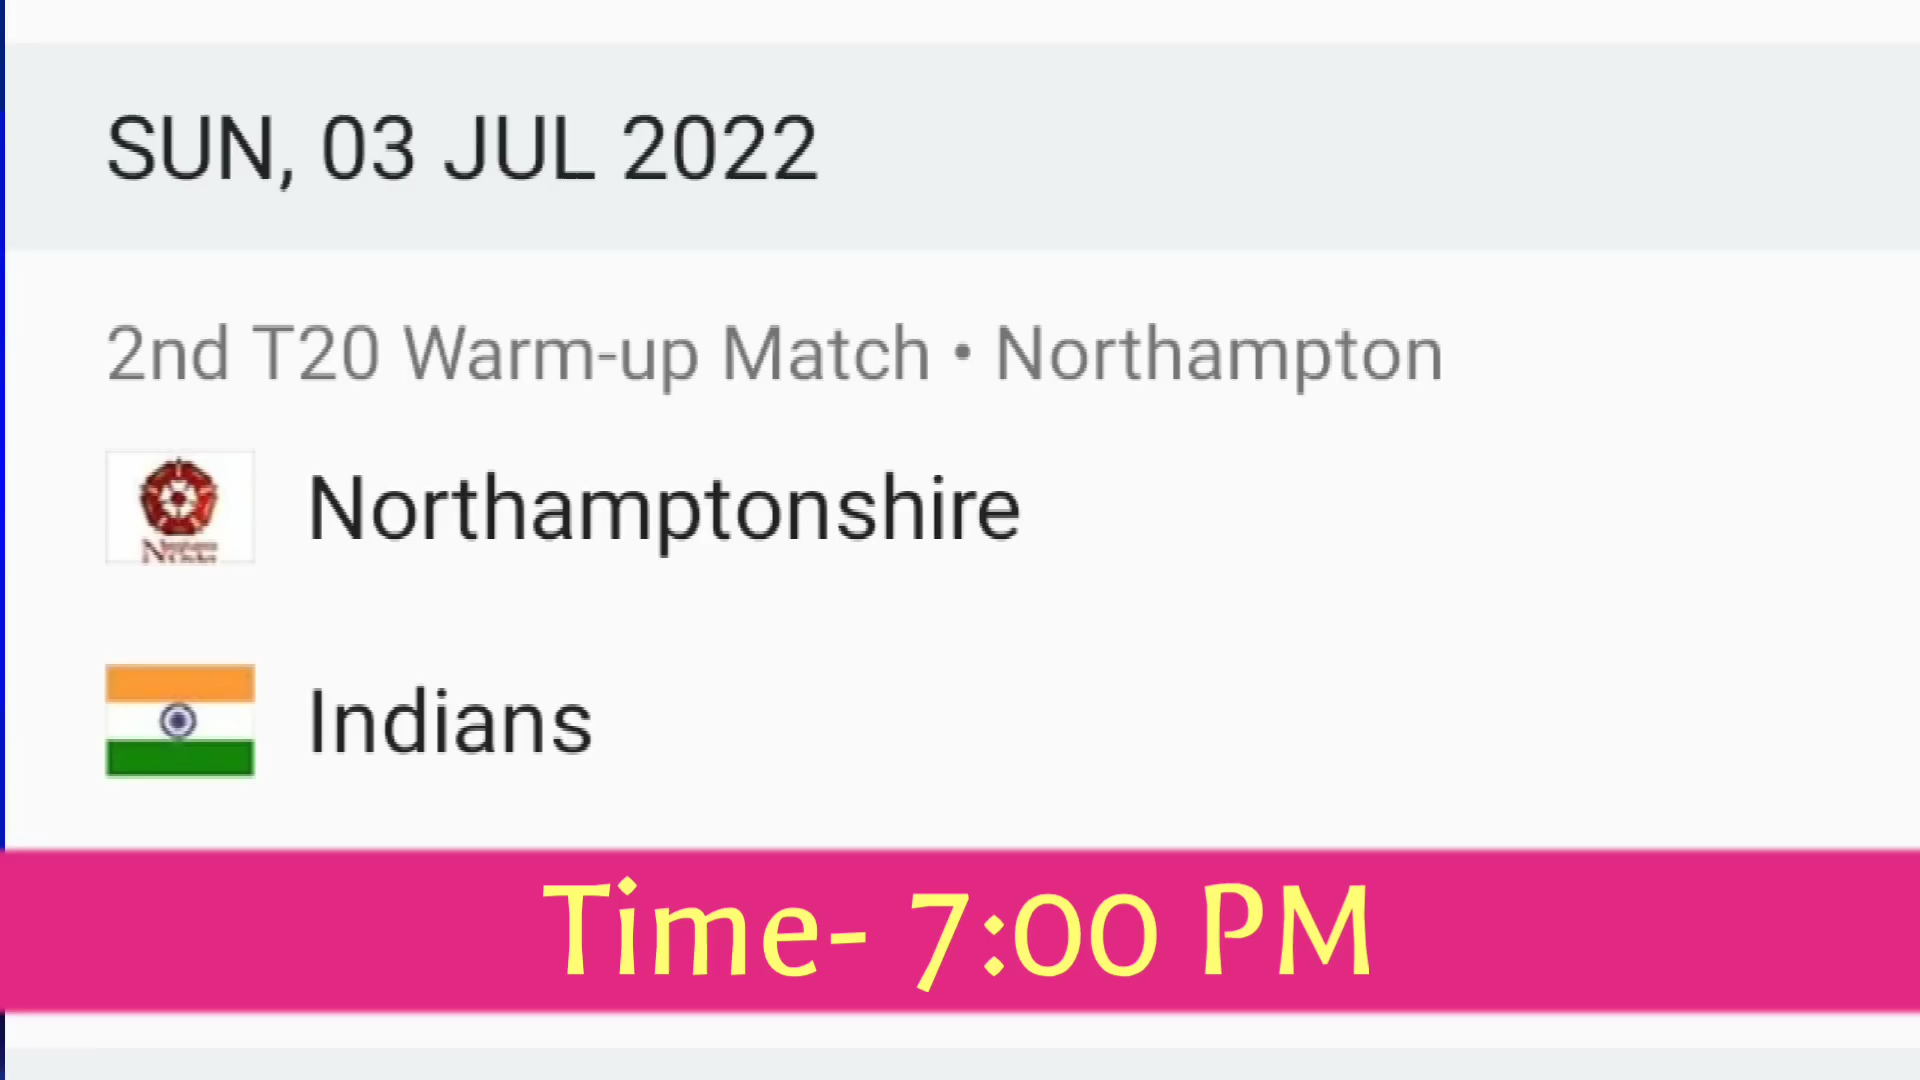 SUN, 03 JUL 2022
2nd T20 Warm-up Match • Northampton
Northamptonshire
Indians
Time- 7:00 PM